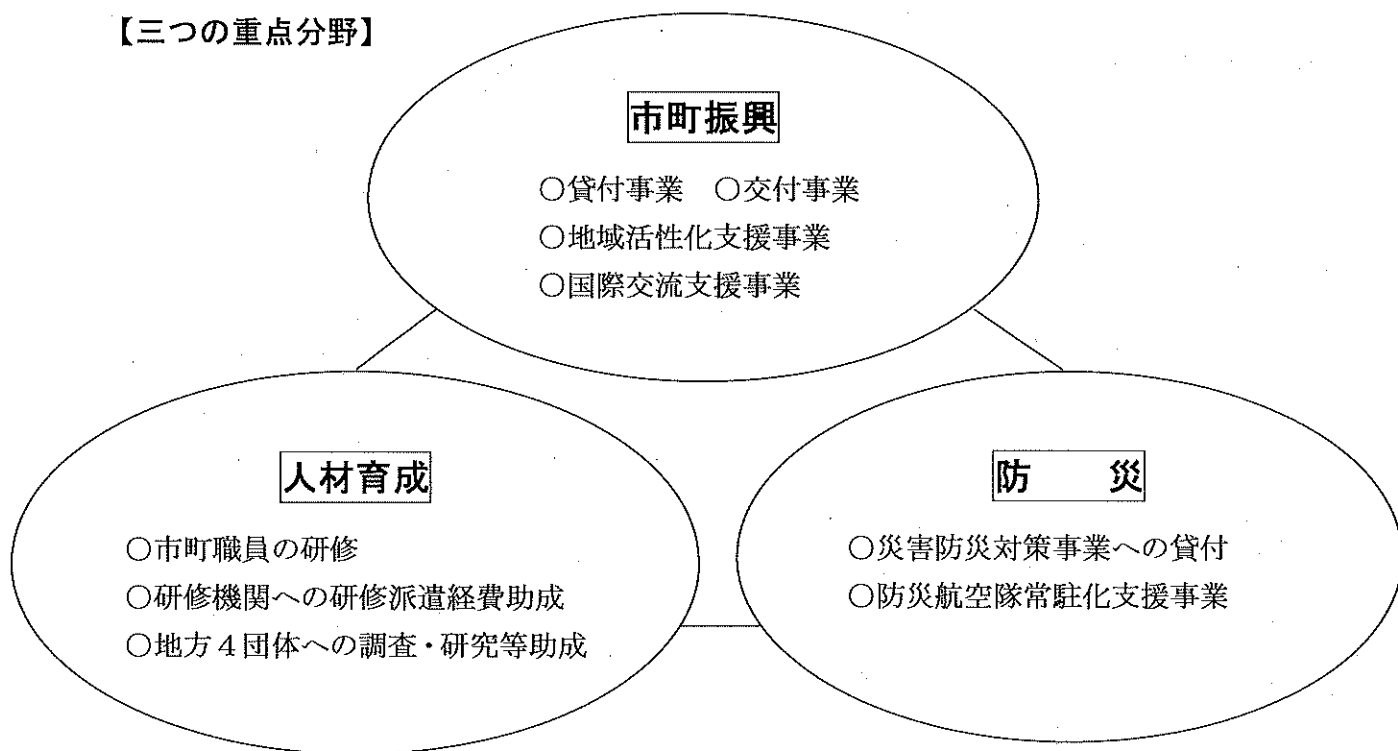 【三つの重点分野】
市町振興
○貸付事業　○交付事業
○地域活性化支援事業
○国際交流支援事業
人材育成
○市町職員の研修
○研修機関への研修派遣経費助成
○地方４団体への調査・研究等助成
防　　災
○災害防災対策事業への貸付
○防災航空隊常駐化支援事業